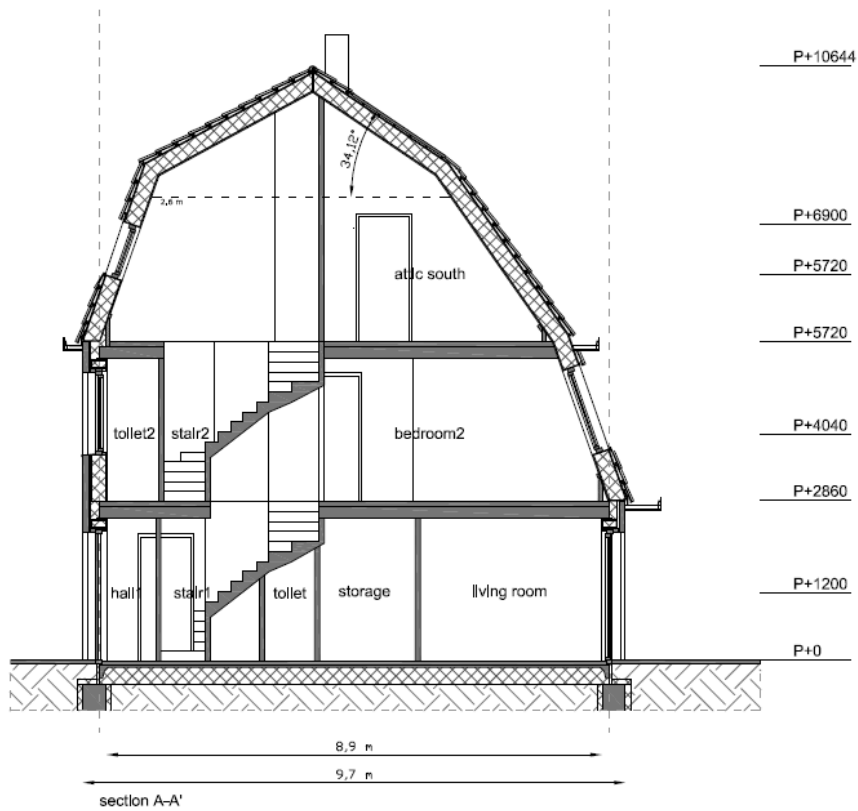 P+10644
34,12°
2,6 m
P+6900
attic south
P+5720
P+5720
toilet2
stair2
bedroom2
P+4040
P+2860
hall1
stair1
toilet
storage
living room
P+1200
P+0
8,9 m
9,7 m
section A-A'